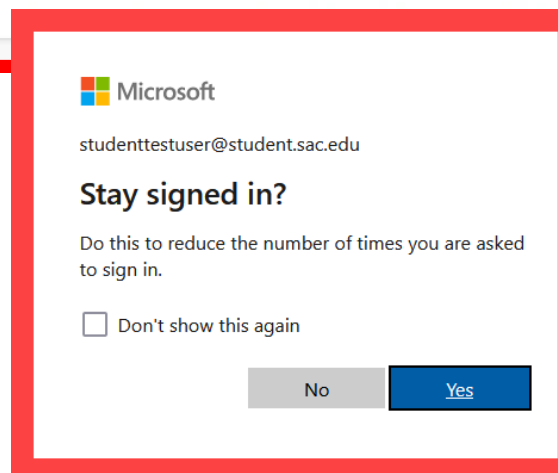 Microsoft
studenttestuser@student.sac.edu
Stay signed in?
Do this to reduce the number of times you are asked
to sign in.
Don't show this again
No
Yes